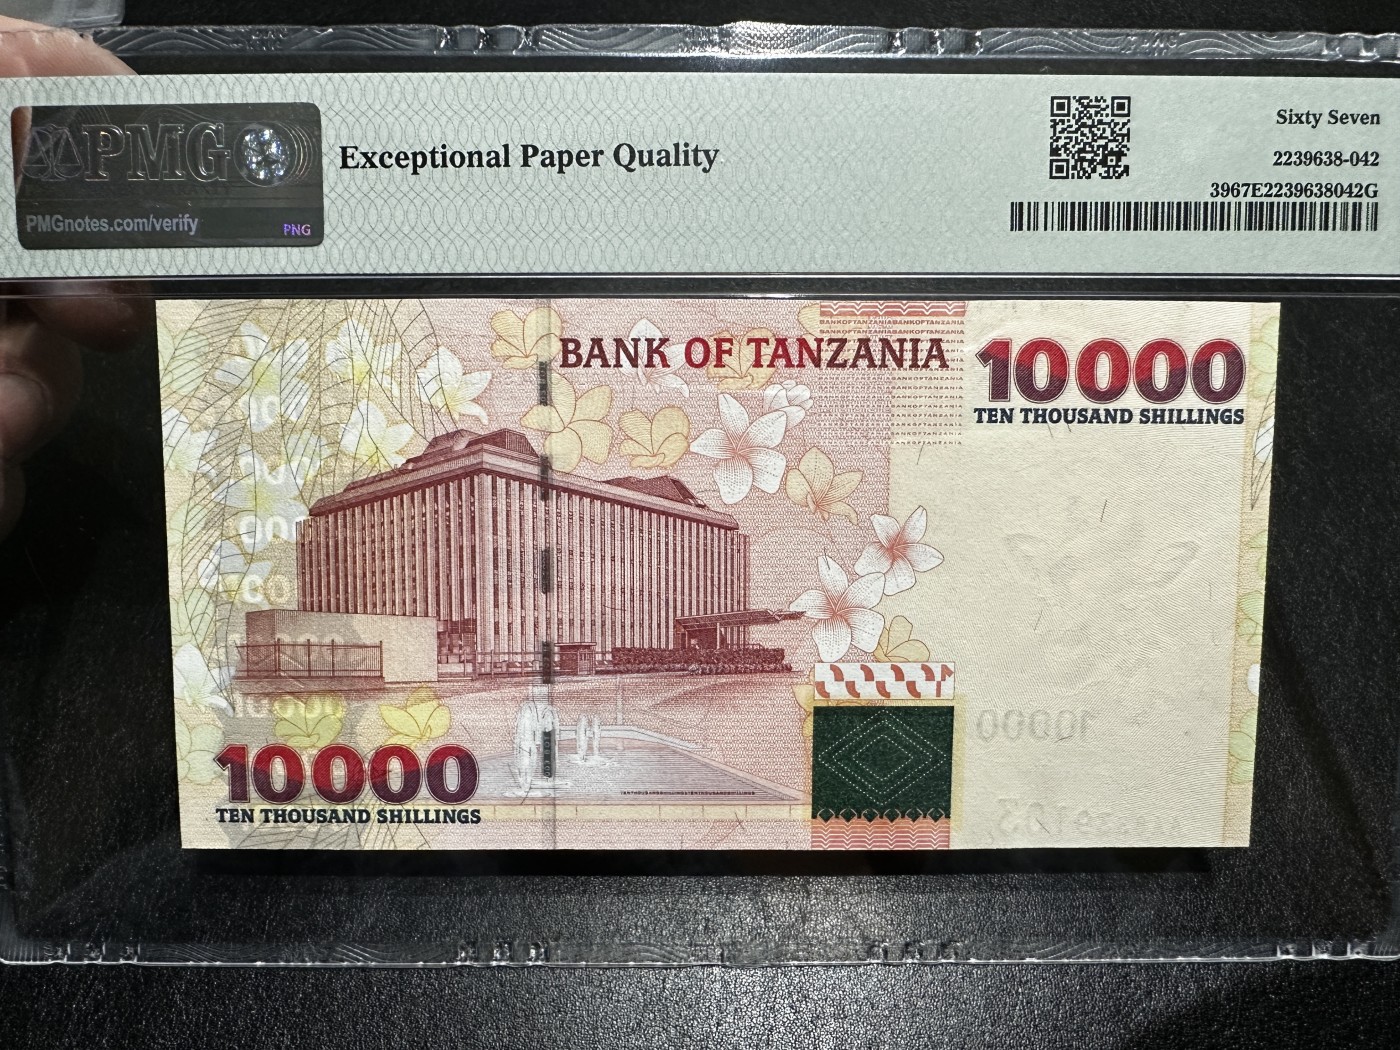 PMG
PMGnotes.com/verify
PNG
Exceptional Paper Quality
Sixty Seven
2239638-042
3967E2239638042G
BANKOFTANZANIABANKOFTANZANIA
BANK OF TANZANIA
10000
TEN THOUSAND SHILLINGS
10000
10000
TEN THOUSAND SHILLINGS